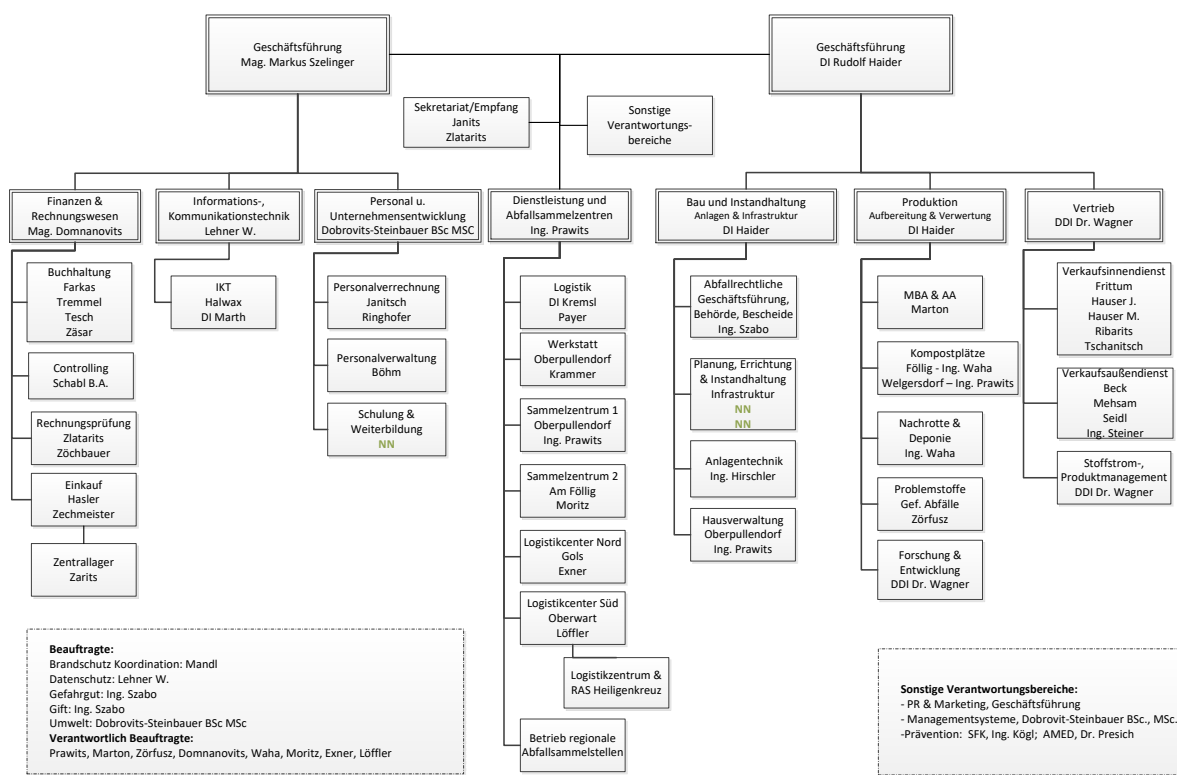 Geschäftsführung
Mag. Markus Szelinger
Geschäftsführung
DI Rudolf Haider
Sekretariat/Empfang
Janits
Zlatarits
Sonstige
Verantwortungs-
bereiche
Finanzen &
Rechnungswesen
Mag. Domnanovits
Informations-,
Kommunikationstechnik
Lehner W.
Personal u.
Unternehmensentwicklung
Dobrovits-Steinbauer BSc MSC
Dienstleistung und
Abfallsammelzentren
Ing. Prawits
Bau und Instandhaltung
Anlagen & Infrastruktur
DI Haider
Produktion
Aufbereitung & Verwertung
DI Haider
Vertrieb
DDI Dr. Wagner
Buchhaltung
Farkas
Tremmel
Tesch
Zäsar
Controlling
Schabl B.A.
Rechnungsprüfung
Zlatarits
Zöchbauer
Einkauf
Hasler
Zechmeister
Zentrallager
Zarits
IKT
Halwax
DI Marth
Personalverrechnung
Janitsch
Ringhofer
Personalverwaltung
Böhm
Schulung &
Weiterbildung
NN
Logistik
DI Kremsl
Payer
Werkstatt
Oberpullendorf
Krammer
Sammelzentrum 1
Oberpullendorf
Ing. Prawits
Sammelzentrum 2
Am Föllig
Moritz
Logistikcenter Nord
Gols
Exner
Logistikcenter Süd
Oberwart
Löffler
Logistikzentrum &
RAS Heiligenkreuz
Betrieb regionale
Abfallsammelstellen
Abfallrechtliche
Geschäftsführung,
Behörde, Bescheide
Ing. Szabo
Planung, Errichtung
& Instandhaltung
Infrastruktur
NN
NN
Anlagentechnik
Ing. Hirschler
Hausverwaltung
Oberpullendorf
Ing. Prawits
MBA & AA
Marton
Kompostplätze
Föllig - Ing. Waha
Welgersdorf – Ing. Prawits
Nachrotte &
Deponie
Ing. Waha
Problemstoffe
Gef. Abfälle
Zörfusz
Forschung &
Entwicklung
DDI Dr. Wagner
Verkaufsinnendienst
Frittum
Hauser J.
Hauser M.
Ribarits
Tschanitsch
Verkaufsaußendienst
Beck
Mehsam
Seidl
Ing. Steiner
Stoffstrom-,
Produktmanagement
DDI Dr. Wagner
Beauftragte:
Brandschutz Koordination: Mandl
Datenschutz: Lehner W.
Gefahrgut: Ing. Szabo
Gift: Ing. Szabo
Umwelt: Dobrovits-Steinbauer BSc MSc
Verantwortlich Beauftragte:
Prawits, Marton, Zörfusz, Domnanovits, Waha, Moritz, Exner, Löffler
Sonstige Verantwortungsbereiche:
- PR & Marketing, Geschäftsführung
- Managementsysteme, Dobrovit-Steinbauer BSc., MSc.
-Prävention: SFK, Ing. Kögl; AMED, Dr. Presich